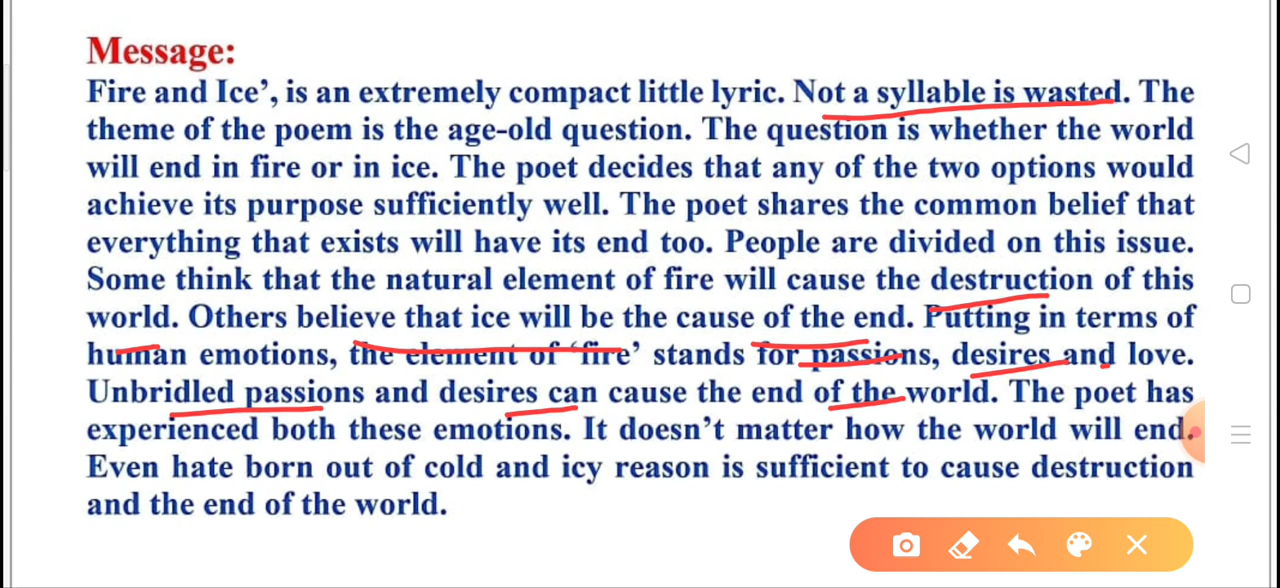 Message:
Fire and Ice’, is an extremely compact little lyric. Not a syllable is wasted. The
theme of the poem is the age-old question. The question is whether the world
will end in fire or in ice. The poet decides that any of the two options would
achieve its purpose sufficiently well. The poet shares the common belief that
everything that exists will have its end too. People are divided on this issue.
Some think that the natural element of fire will cause the destruction of this
world. Others believe that ice will be the cause of the end. Putting in terms of
human emotions, the element of ‘fire’ stands for passions, desires and love.
Unbridled passions and desires can cause the end of the world. The poet has
experienced both these emotions. It doesn’t matter how the world will end.
Even hate born out of cold and icy reason is sufficient to cause destruction
and the end of the world.